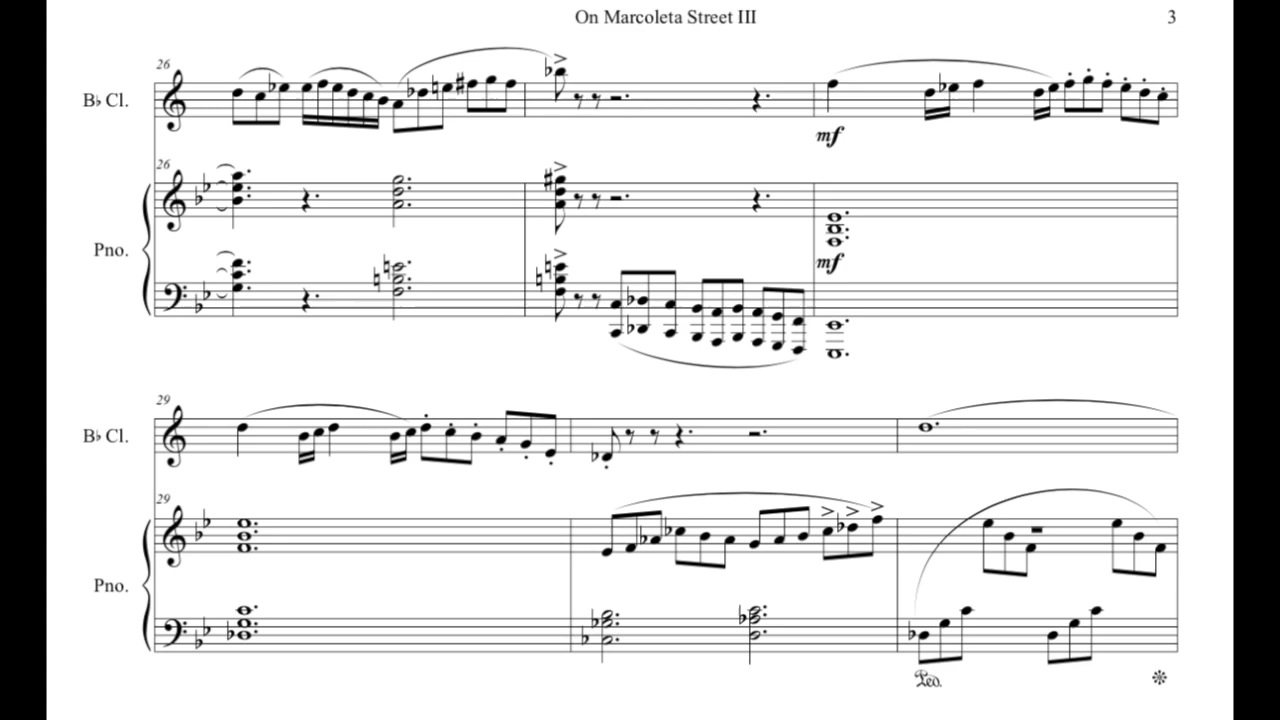 On Marcoleta Street III
3
26
B♭ Cl.
mf
26
Pno.
mf
29
B♭ Cl.
29
Pno.
Ped.